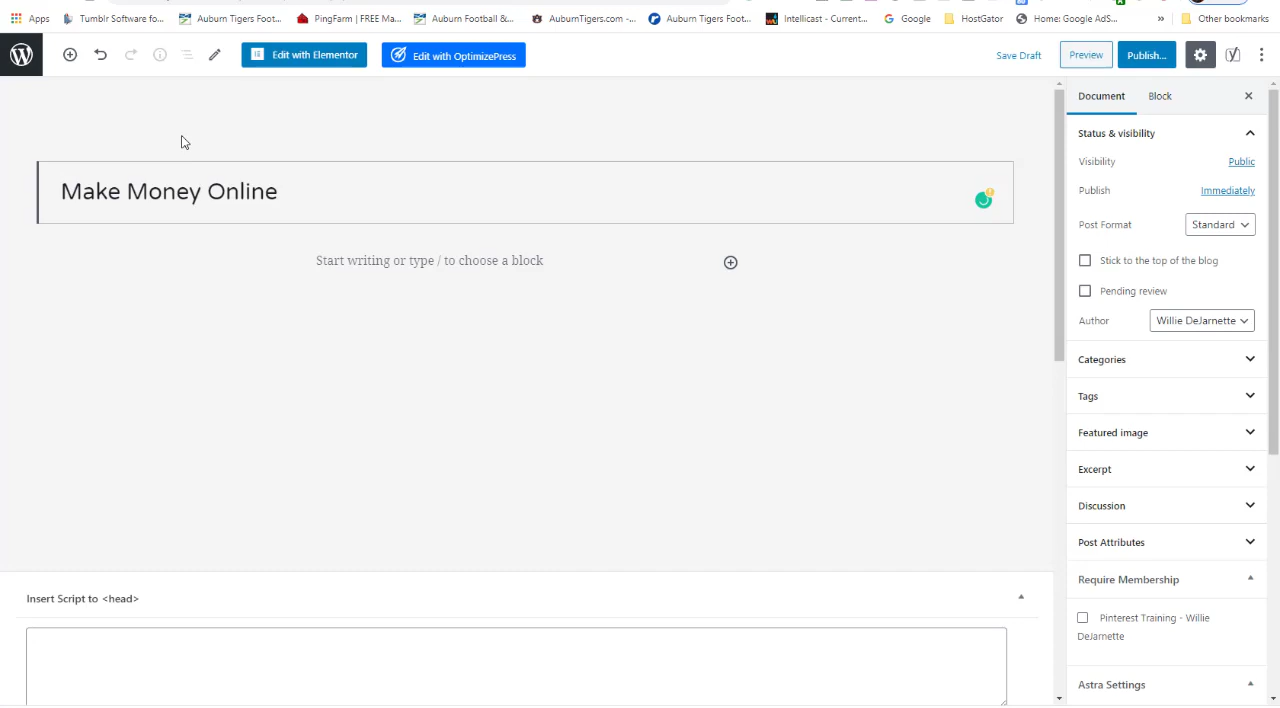 Apps Tumblr Software fo... Auburn Tigers Foot... PingFarm | FREE Ma... Auburn Football &... AuburnTigers.com -... Auburn Tigers Foot... Intellicast - Current... Google HostGator Home: Google AdS... » Other bookmarks
Edit with Elementor Edit with OptimizePress Save Draft Preview Publish...
Document Block
Status & visibility
Visibility Public
Make Money Online
Publish Immediately
Post Format Standard
Start writing or type / to choose a block
Stick to the top of the blog
Pending review
Author Willie DeJarnette
Categories
Tags
Featured image
Excerpt
Discussion
Post Attributes
Require Membership
Insert Script to <head>
Pinterest Training - Willie
DeJarnette
Astra Settings